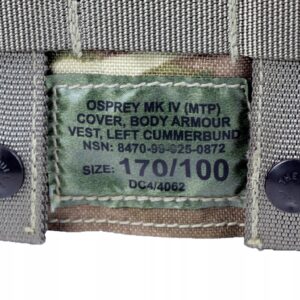 OSPREY MK IV (MTP)
COVER, BODY ARMOUR
VEST, LEFT CUMMERBUND
NSN: 8470-99-825-0872
SIZE: 170/100
DC4/4062